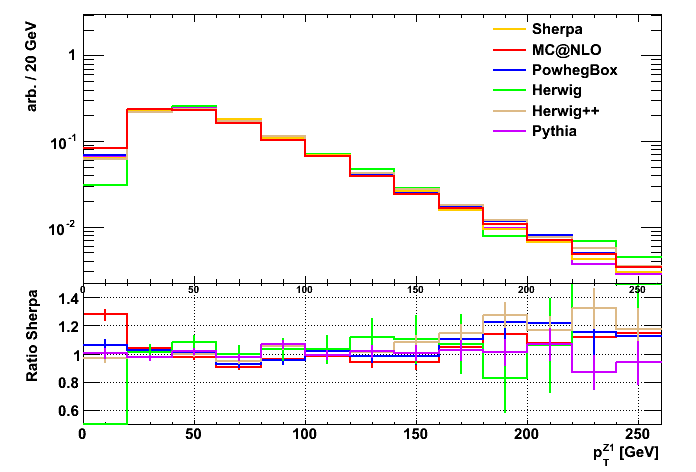 arb. / 20 GeV
1
10^-1
10^-2
Sherpa
MC@NLO
PowhegBox
Herwig
Herwig++
Pythia
0 50 100 150 200 250
Ratio Sherpa
1.4
1.2
1
0.8
0.6
0 50 100 150 200 250
p_T^Z1 [GeV]